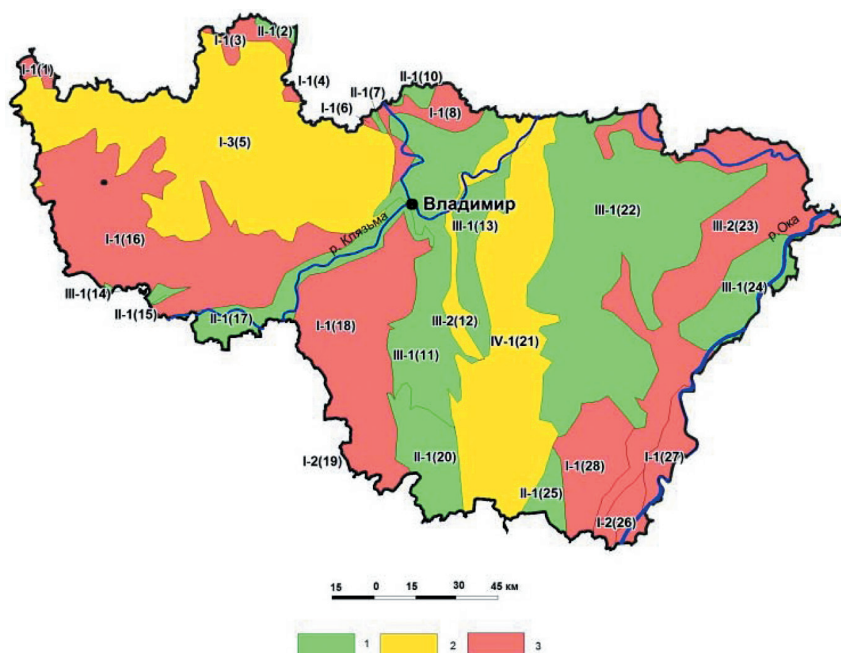 II-1(2)
I-1(3)
I-1(1)
I-1(4)
II-1(10)
II-1(7)
I-1(6)
I-1(8)
I-3(5)
Владимир
III-1(22)
III-1(13)
III-2(23)
р. Ока
р. Клязьма
I-1(16)
III-1(14)
III-1(24)
II-1(15)
II-1(17)
I-1(18)
III-2(12)
IV-1(21)
III-1(11)
I-2(19)
II-1(20)
I-1(28)
I-1(27)
II-1(25)
I-2(26)
15 0 15 30 45 км
1 2 3